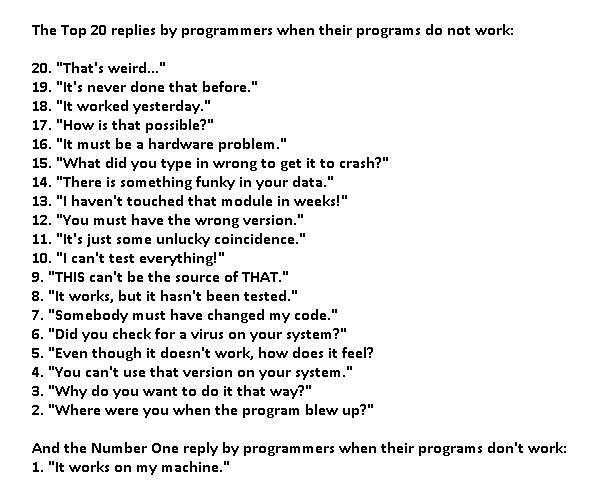 The Top 20 replies by programmers when their programs do not work:
20. "That's weird..."
19. "It's never done that before."
18. "It worked yesterday."
17. "How is that possible?"
16. "It must be a hardware problem."
15. "What did you type in wrong to get it to crash?"
14. "There is something funky in your data."
13. "I haven't touched that module in weeks!"
12. "You must have the wrong version."
11. "It's just some unlucky coincidence."
10. "I can't test everything!"
9. "THIS can't be the source of THAT."
8. "It works, but it hasn't been tested."
7. "Somebody must have changed my code."
6. "Did you check for a virus on your system?"
5. "Even though it doesn't work, how does it feel?
4. "You can't use that version on your system."
3. "Why do you want to do it that way?"
2. "Where were you when the program blew up?"
And the Number One reply by programmers when their programs don't work:
1. "It works on my machine."